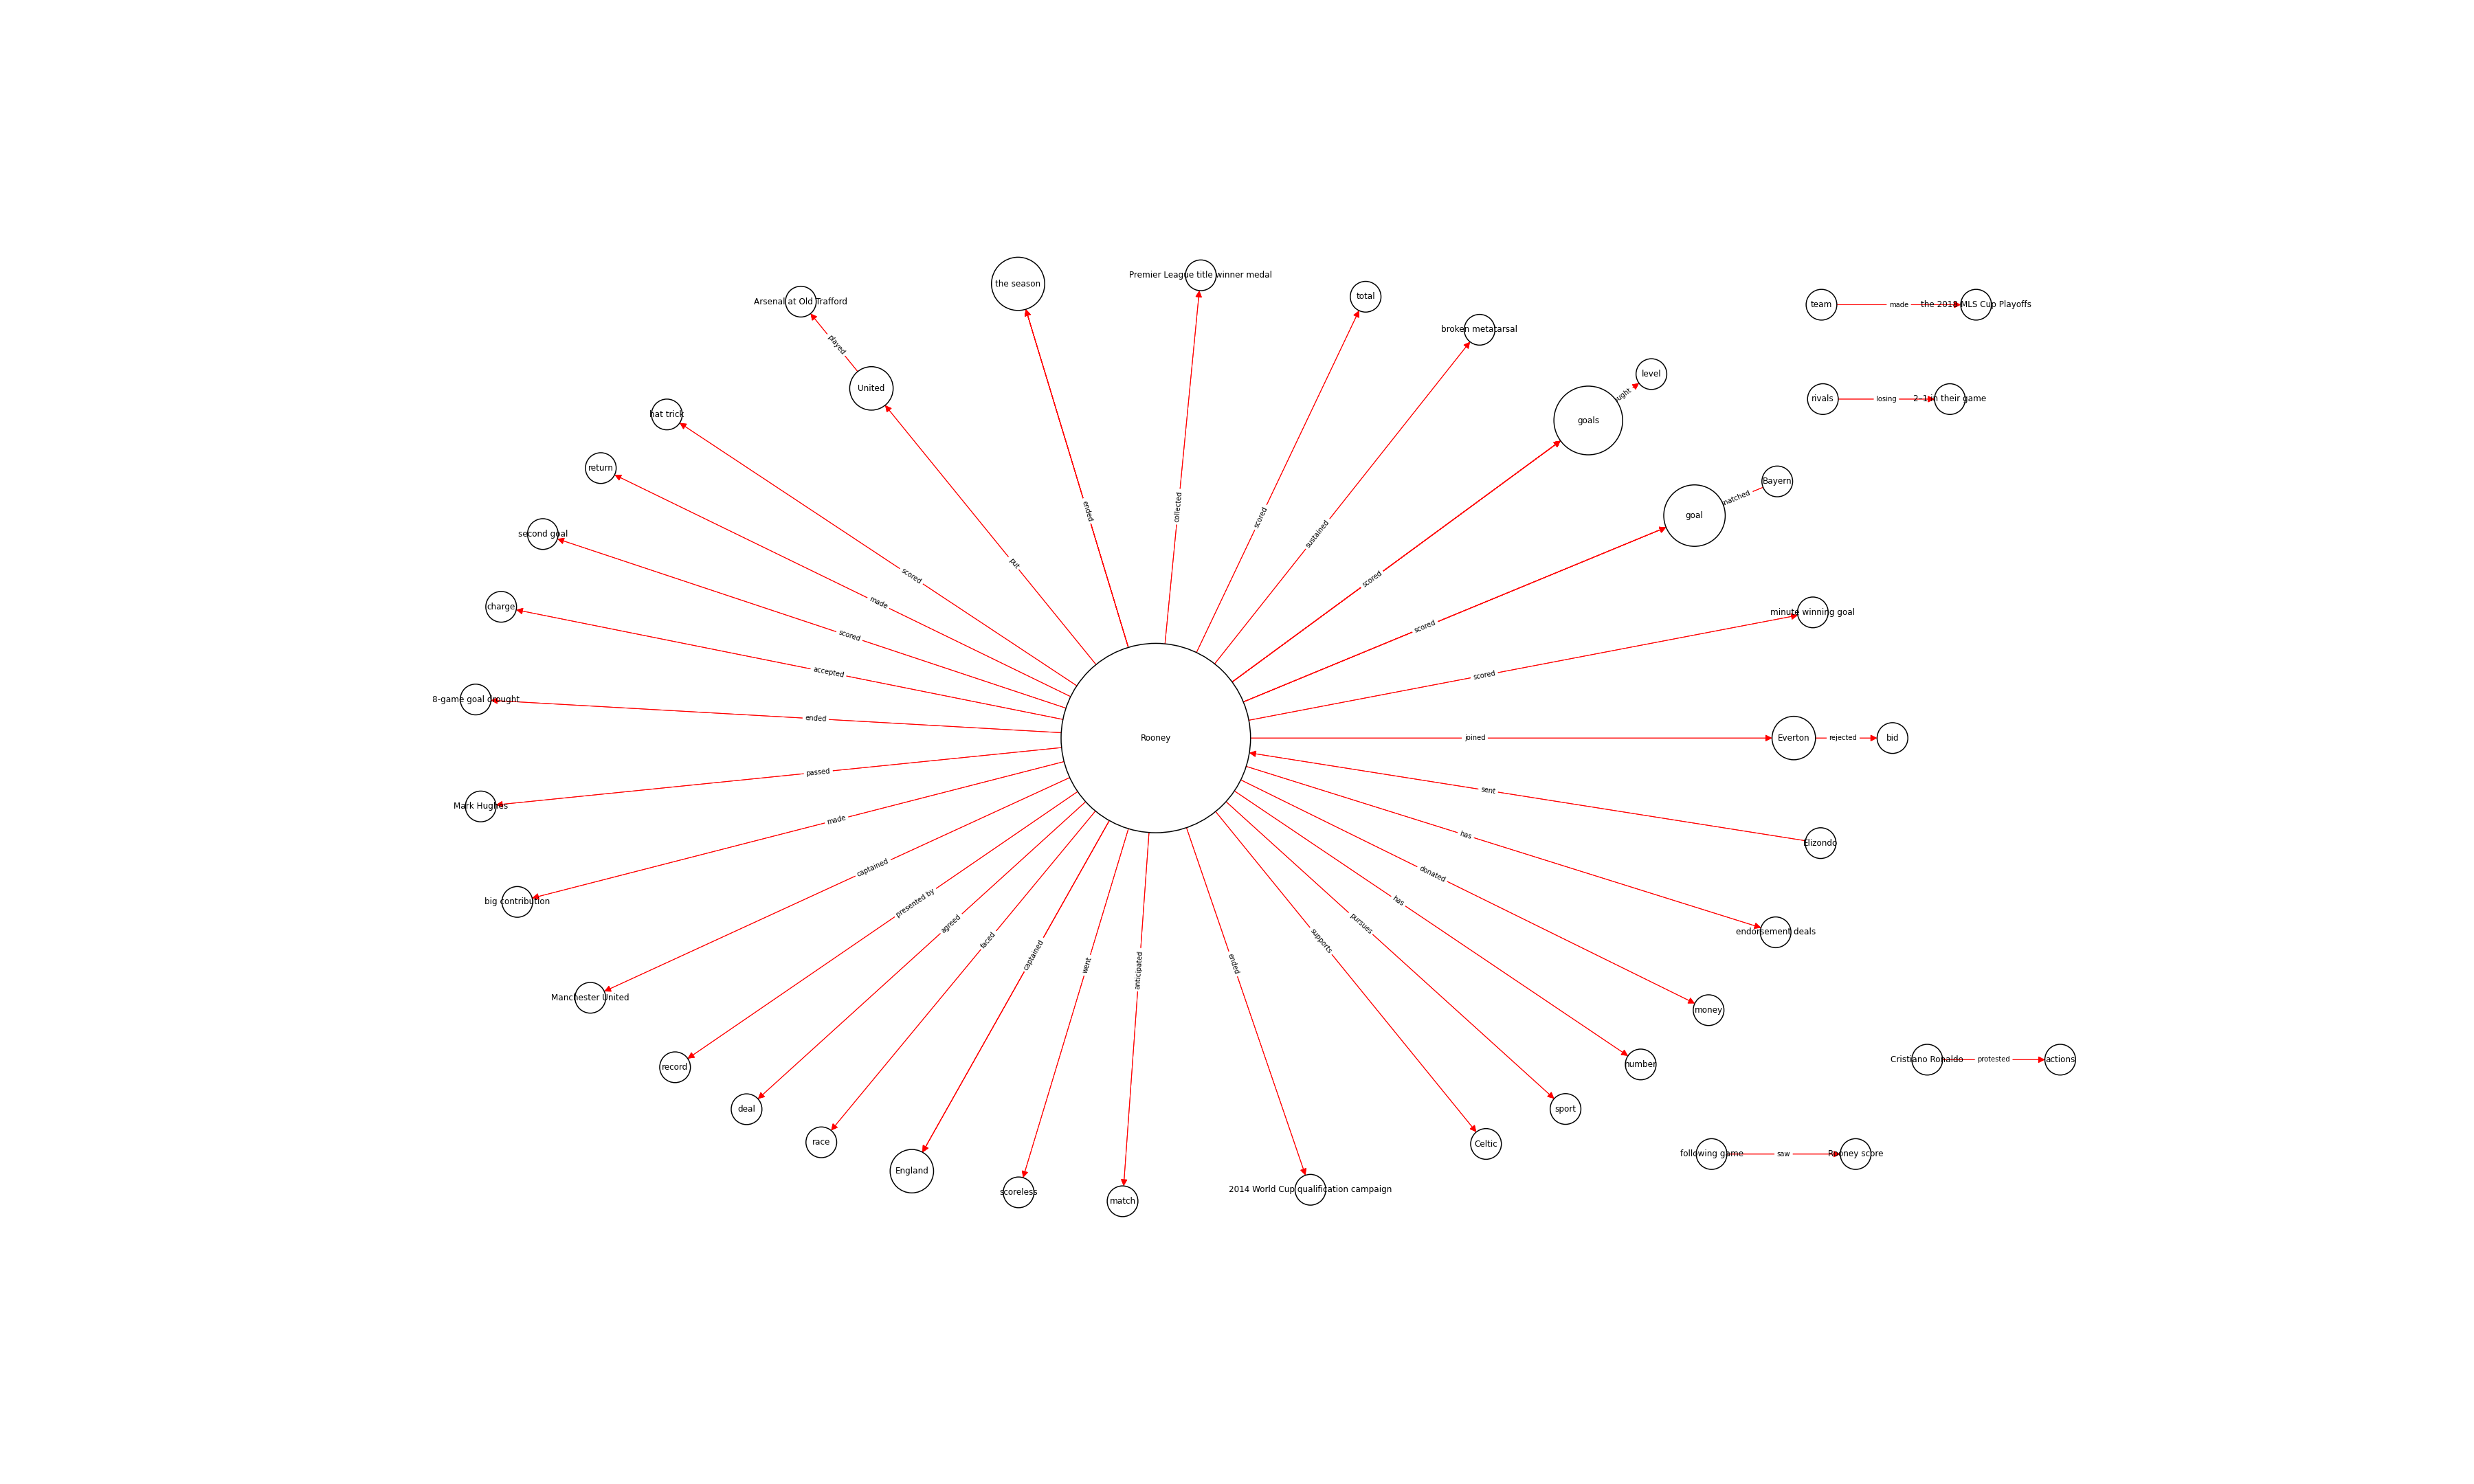 Premier League title winner medal
the season
total
Arsenal at Old Trafford
team
made
the 2018 MLS Cup Playoffs
broken metatarsal
played
level
United
ught
rivals
losing
2–1 in their game
hat trick
goals
return
Bayern
natched
collected
ended
goal
scored
second goal
sustained
put
scored
scored
made
charge
minute winning goal
scored
scored
accepted
scored
8-game goal drought
ended
Rooney
joined
Everton
rejected
bid
passed
sent
Mark Hughes
made
has
Elizondo
captained
donated
big contribution
presented by
has
agreed
pursues
endorsement deals
faced
captained
supports
went
anticipated
ended
Manchester United
money
record
number
Cristiano Ronaldo
protested
actions
deal
sport
race
Celtic
following game
saw
Rooney score
England
scoreless
match
2014 World Cup qualification campaign